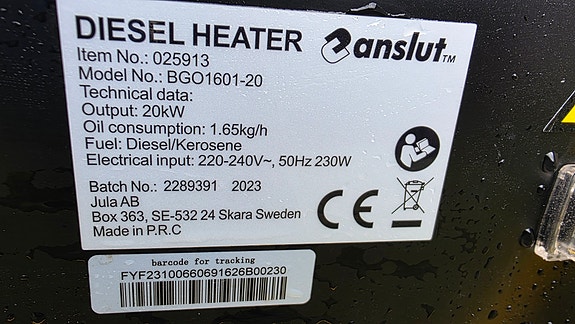 DIESEL HEATER anslut™
Item No.: 025913
Model No.: BGO1601-20
Technical data:
Output: 20kW
Oil consumption: 1.65kg/h
Fuel: Diesel/Kerosene
Electrical input: 220-240V~, 50Hz 230W
Batch No.: 2289391 2023
Jula AB
Box 363, SE-532 24 Skara Sweden
Made in P.R.C
CE
barcode for tracking
FYF23100660691626B00230